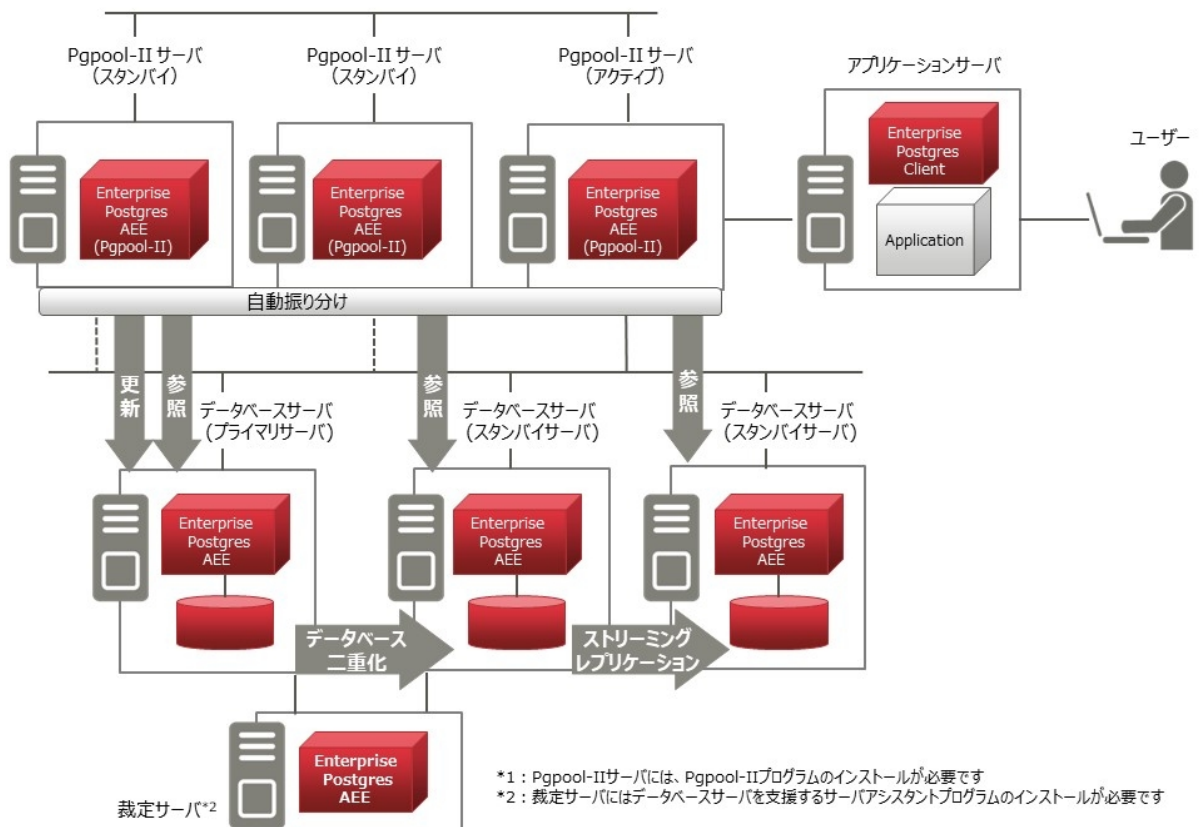 Pgpool-II サーバ
(スタンバイ)
Pgpool-II サーバ
(スタンバイ)
Pgpool-II サーバ
(アクティブ)
アプリケーションサーバ
ユーザー
Enterprise
Postgres
AEE
(Pgpool-II)
Enterprise
Postgres
AEE
(Pgpool-II)
Enterprise
Postgres
AEE
(Pgpool-II)
Enterprise
Postgres
Client
Application
自動振り分け
更新
参照
参照
参照
データベースサーバ
(プライマリサーバ)
データベースサーバ
(スタンバイサーバ)
データベースサーバ
(スタンバイサーバ)
Enterprise
Postgres
AEE
Enterprise
Postgres
AEE
Enterprise
Postgres
AEE
データベース
二重化
ストリーミング
レプリケーション
Enterprise
Postgres
AEE
裁定サーバ*2
*1:Pgpool-IIサーバには、Pgpool-IIプログラムのインストールが必要です
*2:裁定サーバにはデータベースサーバを支援するサーバアシスタントプログラムのインストールが必要です